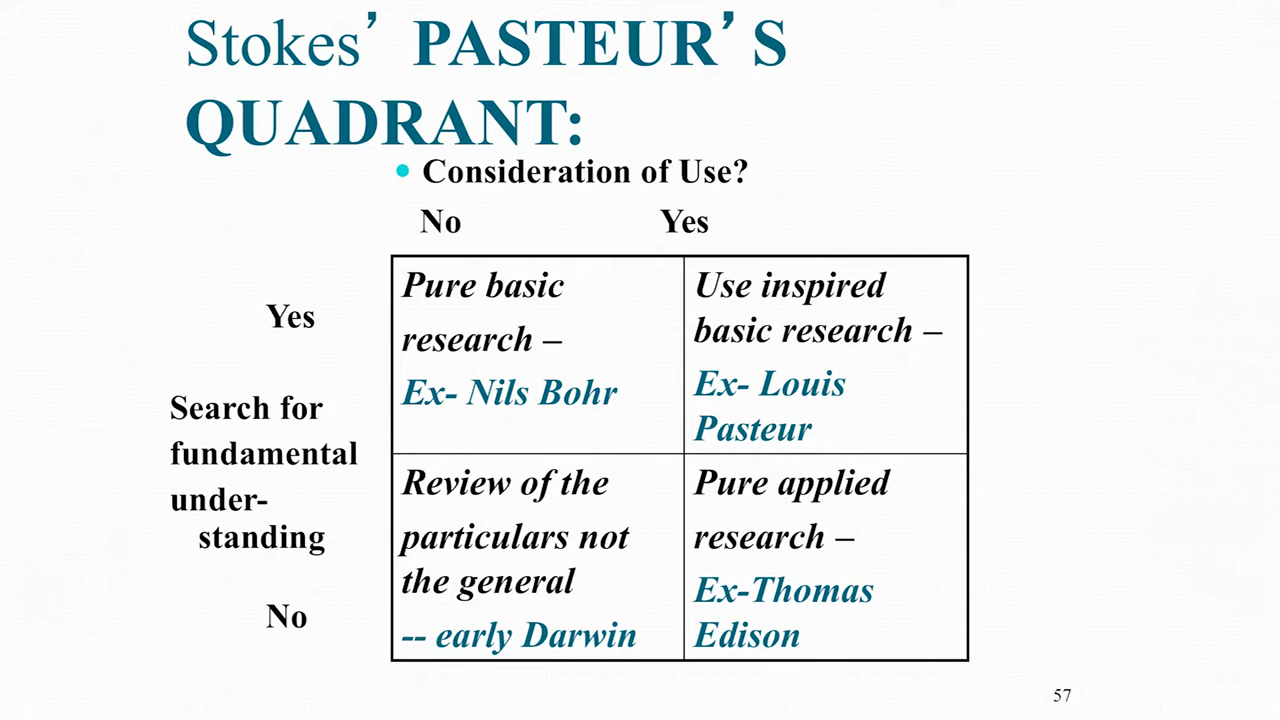 Stokes’ PASTEUR’S
QUADRANT:
• Consideration of Use?
No Yes
Yes
Search for
fundamental
under-
standing
No
Pure basic
research –
Ex- Nils Bohr
Use inspired
basic research –
Ex- Louis
Pasteur
Review of the
particulars not
the general
-- early Darwin
Pure applied
research –
Ex-Thomas
Edison
57